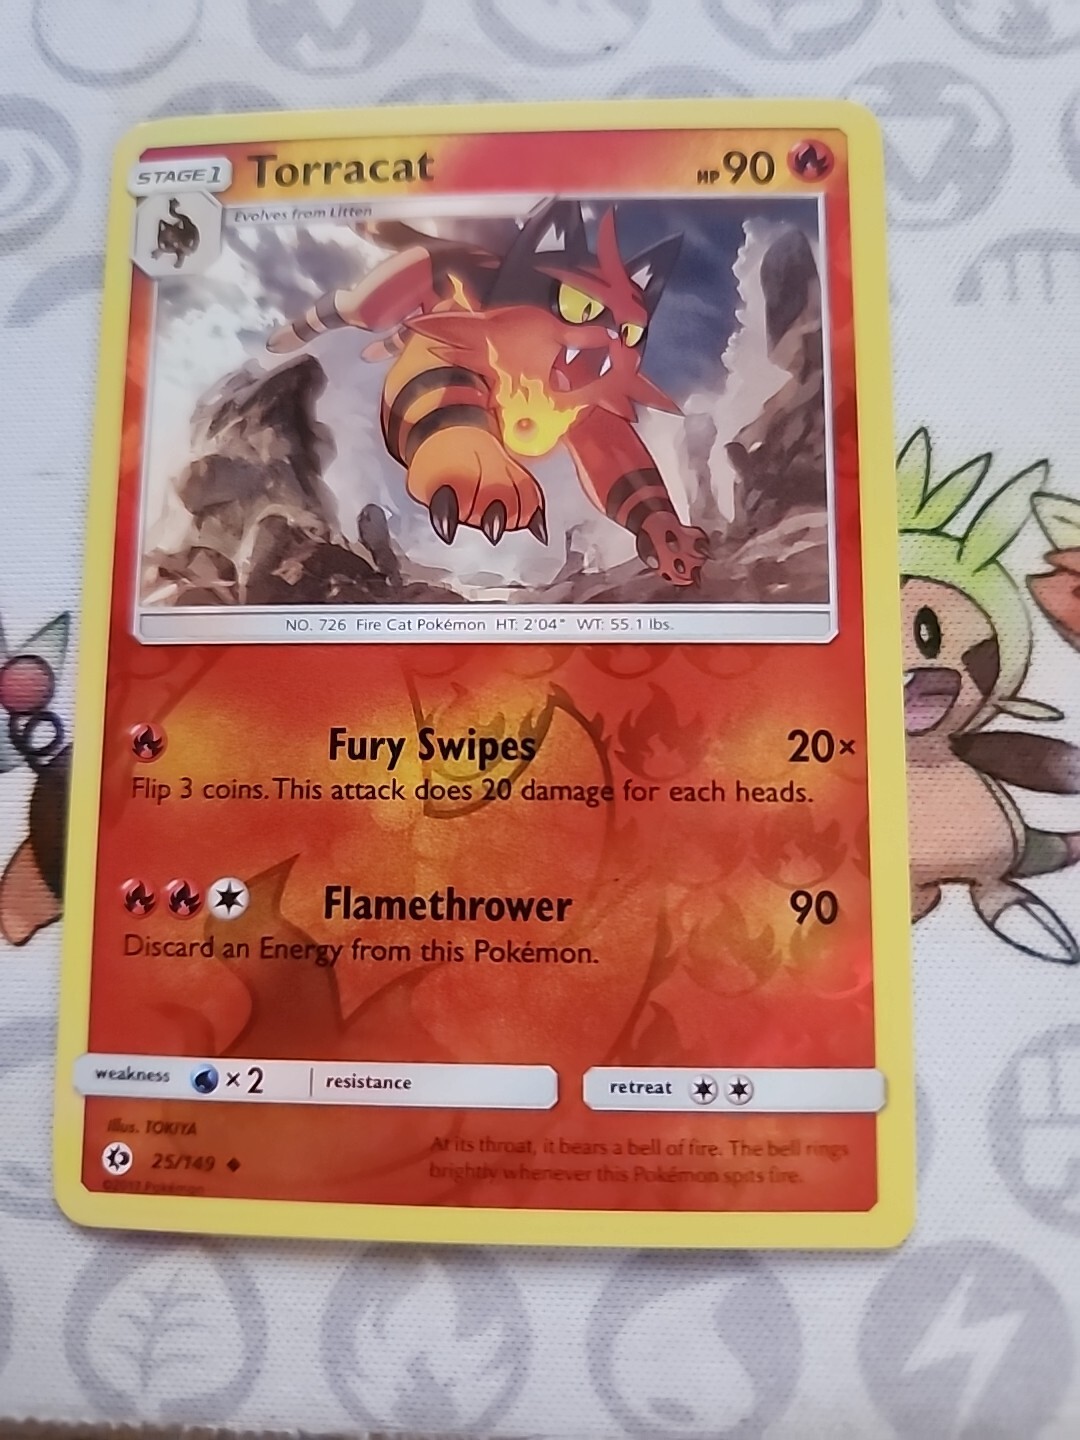 STAGE 1 Torracat HP 90
Evolves from Litten
NO. 726 Fire Cat Pokémon HT: 2'04" WT: 55.1 lbs.
Fury Swipes 20×
Flip 3 coins. This attack does 20 damage for each heads.
Flamethrower 90
Discard an Energy from this Pokémon.
weakness ×2 resistance retreat
Illus. TOKIYA
25/149
At its throat, it bears a bell of fire. The bell rings
brightly whenever this Pokémon spits fire.
©2017 Pokémon